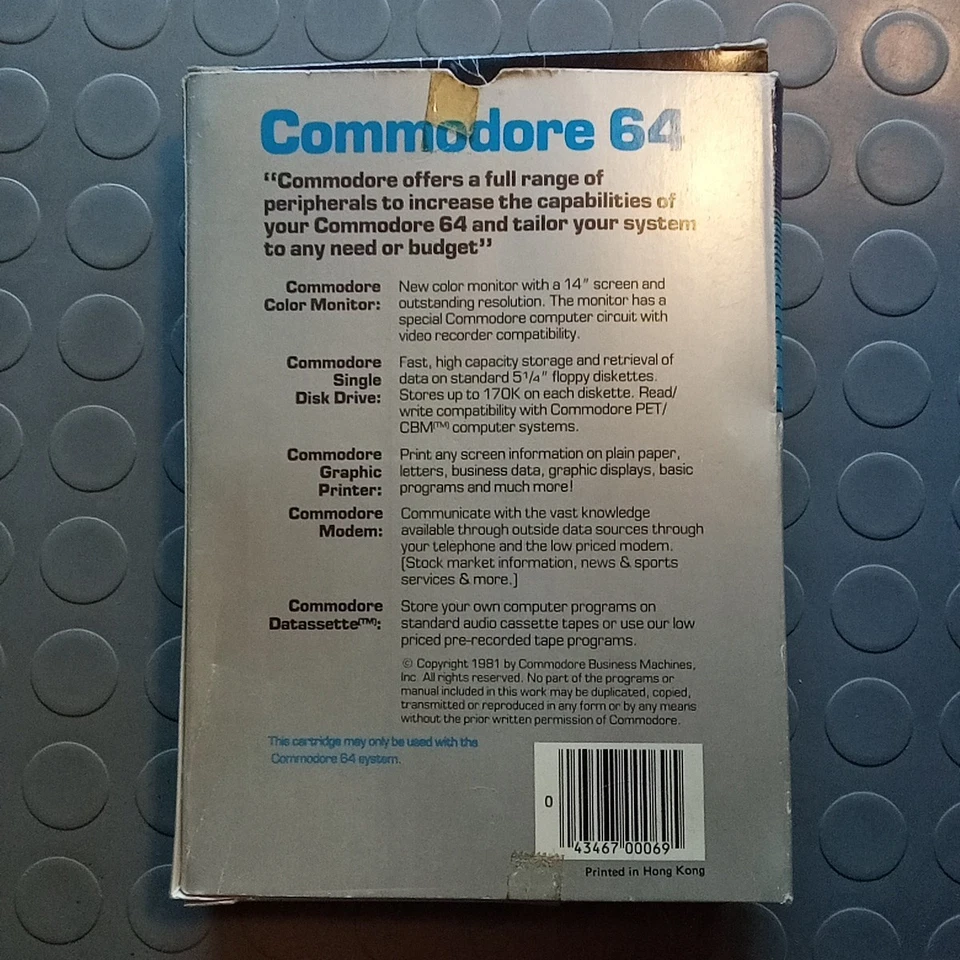 Commodore 64
“Commodore offers a full range of
peripherals to increase the capabilities of
your Commodore 64 and tailor your system
to any need or budget”
Commodore
Color Monitor:
New color monitor with a 14" screen and
outstanding resolution. The monitor has a
special Commodore computer circuit with
video recorder compatibility.
Commodore
Single
Disk Drive:
Fast, high capacity storage and retrieval of
data on standard 5 1/4" floppy diskettes.
Stores up to 170K on each diskette. Read/
write compatibility with Commodore PET/
CBM(TM) computer systems.
Commodore
Graphic
Printer:
Print any screen information on plain paper,
letters, business data, graphic displays, basic
programs and much more!
Commodore
Modem:
Communicate with the vast knowledge
available through outside data sources through
your telephone and the low priced modem.
[Stock market information, news & sports
services & more.]
Commodore
Datassette(TM):
Store your own computer programs on
standard audio cassette tapes or use our low
priced pre-recorded tape programs.
© Copyright 1981 by Commodore Business Machines,
Inc. All rights reserved. No part of the programs or
manual included in this work may be duplicated, copied,
transmitted or reproduced in any form or by any means
without the prior written permission of Commodore.
This cartridge may only be used with the
Commodore 64 system.
0 43467 00069
Printed in Hong Kong